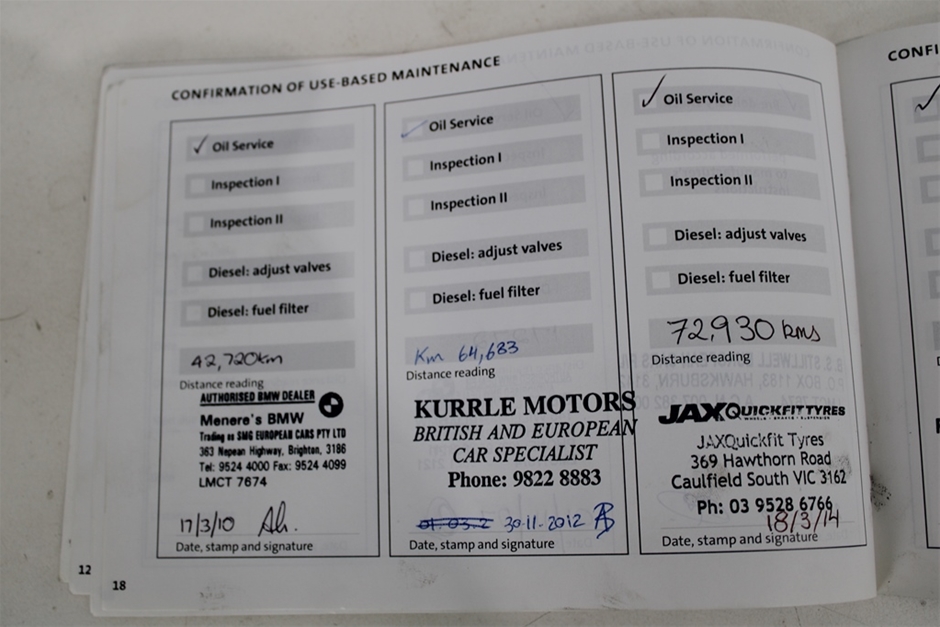 CONFIRMATION OF USE-BASED MAINTENANCE
Oil Service
Inspection I
Inspection II
Diesel: adjust valves
Diesel: fuel filter
42,720km
Distance reading
AUTHORISED BMW DEALER
Menere's BMW
Trading as SMG EUROPEAN CARS PTY LTD
363 Nepean Highway, Brighton, 3186
Tel: 9524 4000 Fax: 9524 4099
LMCT 7674
17/3/10
Date, stamp and signature
Oil Service
Inspection I
Inspection II
Diesel: adjust valves
Diesel: fuel filter
Km 64,683
Distance reading
KURRLE MOTORS
BRITISH AND EUROPEAN
CAR SPECIALIST
Phone: 9822 8883
30-11-2012
Date, stamp and signature
Oil Service
Inspection I
Inspection II
Diesel: adjust valves
Diesel: fuel filter
72,930 kms
Distance reading
JAXQUICKFITTYRES
JAXQuickfit Tyres
369 Hawthorn Road
Caulfield South VIC 3162
Ph: 03 9528 6766
18/3/14
Date, stamp and signature
12
18
CONFI